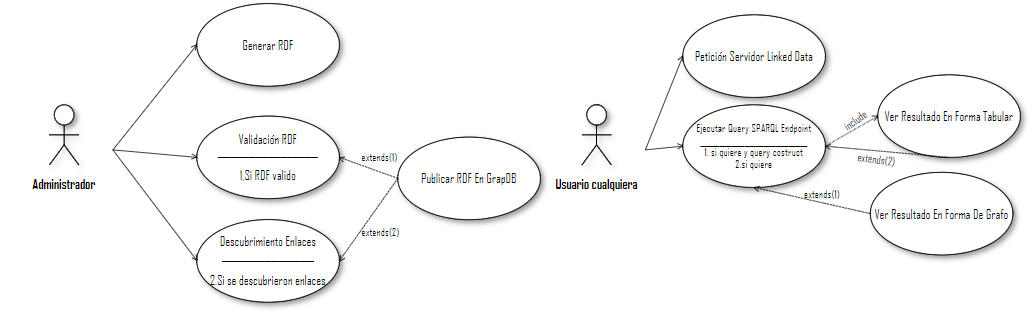 Generar RDF
Validación RDF
1.Si RDF valido
Administrador
extends(1)
Publicar RDF En GrapDB
extends(2)
Descubrimiento Enlaces
2.Si se descubrieron enlaces
Petición Servidor Linked Data
Usuario cualquiera
Ejecutar Query SPARQL Endpoint
1. si quiere y query costruct
2.si quiere
include
Ver Resultado En Forma Tabular
extends(2)
extends(1)
Ver Resultado En Forma De Grafo